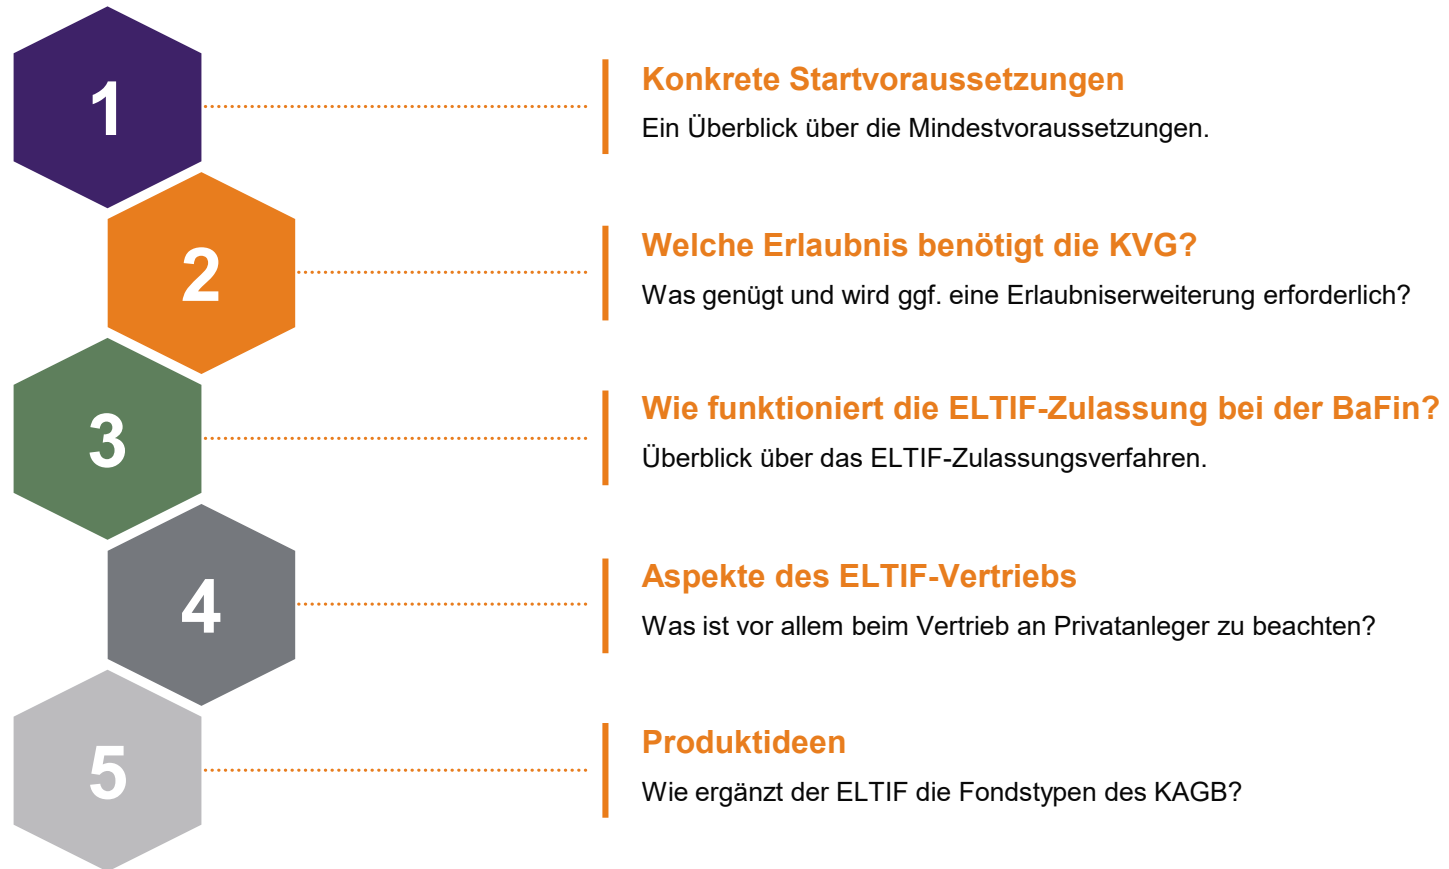 1
Konkrete Startvoraussetzungen
Ein Überblick über die Mindestvoraussetzungen.
2
Welche Erlaubnis benötigt die KVG?
Was genügt und wird ggf. eine Erlaubniserweiterung erforderlich?
3
Wie funktioniert die ELTIF-Zulassung bei der BaFin?
Überblick über das ELTIF-Zulassungsverfahren.
4
Aspekte des ELTIF-Vertriebs
Was ist vor allem beim Vertrieb an Privatanleger zu beachten?
5
Produktideen
Wie ergänzt der ELTIF die Fondstypen des KAGB?